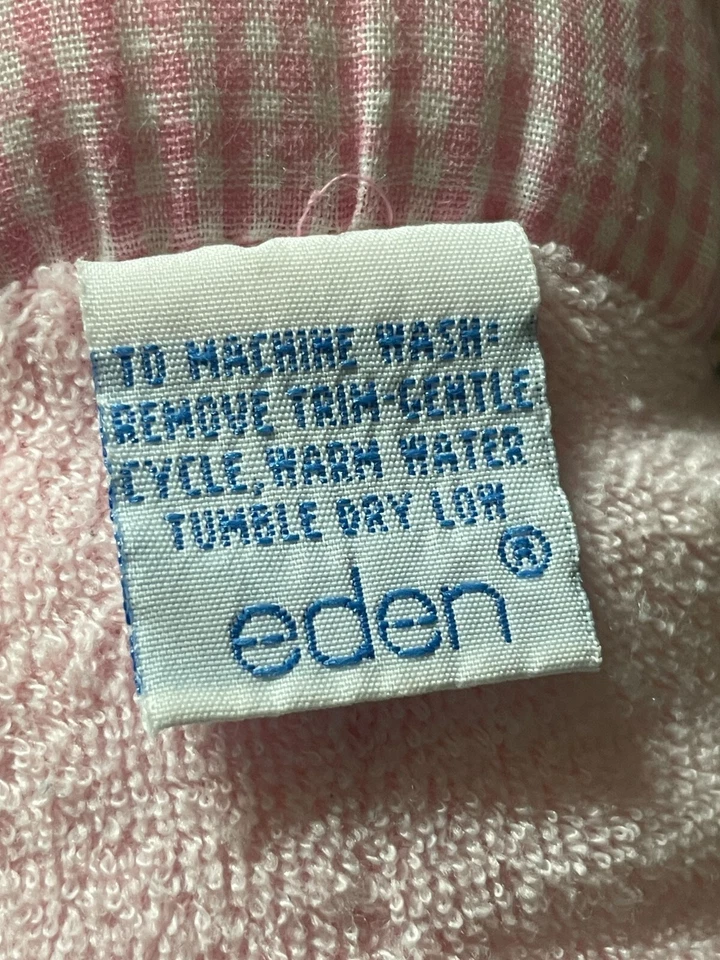 TO MACHINE WASH:
REMOVE TRIM-GENTLE
CYCLE, WARM WATER
TUMBLE DRY LOW
eden®